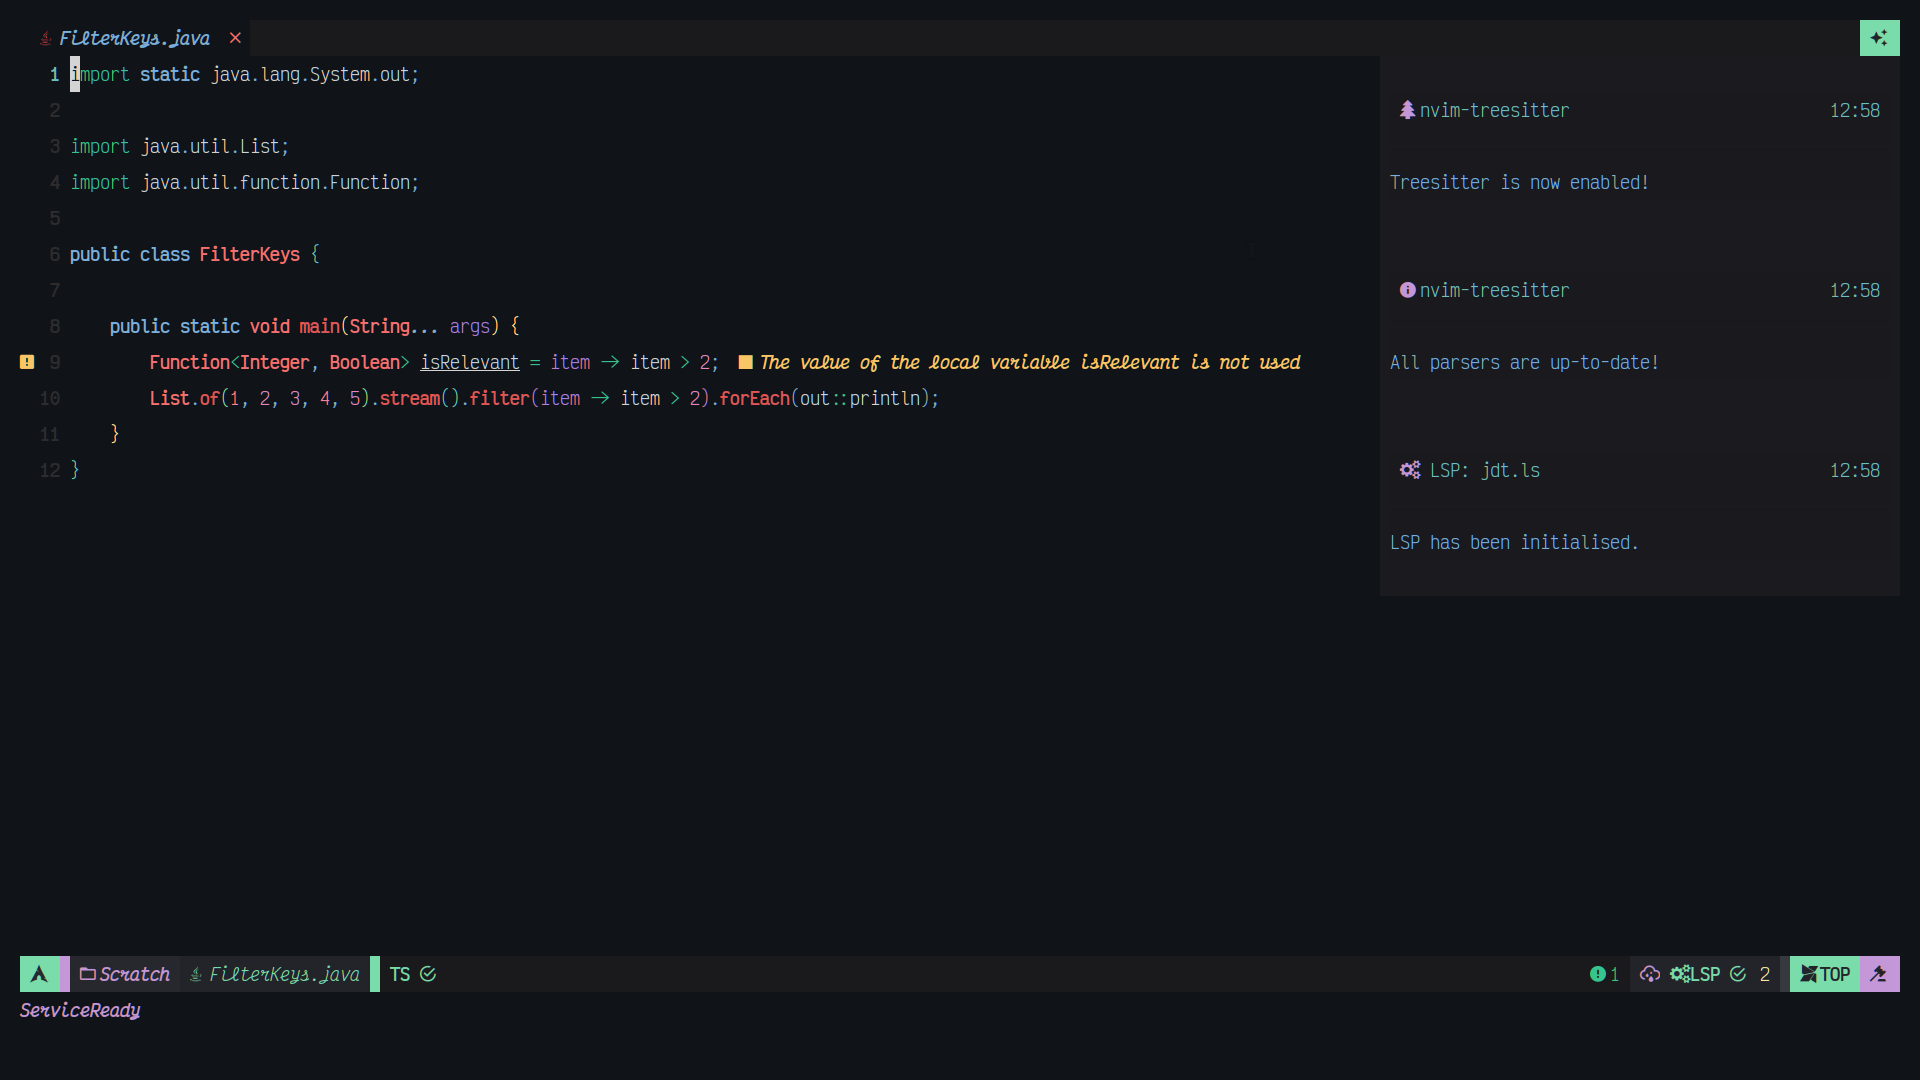 FilterKeys.java ×
1 import static java.lang.System.out;
2
3 import java.util.List;
4 import java.util.function.Function;
5
6 public class FilterKeys {
7
8 public static void main(String... args) {
9 Function<Integer, Boolean> isRelevant = item → item > 2; ■ The value of the local variable isRelevant is not used
10 List.of(1, 2, 3, 4, 5).stream().filter(item → item > 2).forEach(out::println);
11 }
12 }
nvim-treesitter 12:58
Treesitter is now enabled!
nvim-treesitter 12:58
All parsers are up-to-date!
LSP: jdt.ls 12:58
LSP has been initialised.
Scratch FilterKeys.java TS 1 LSP 2 TOP
ServiceReady